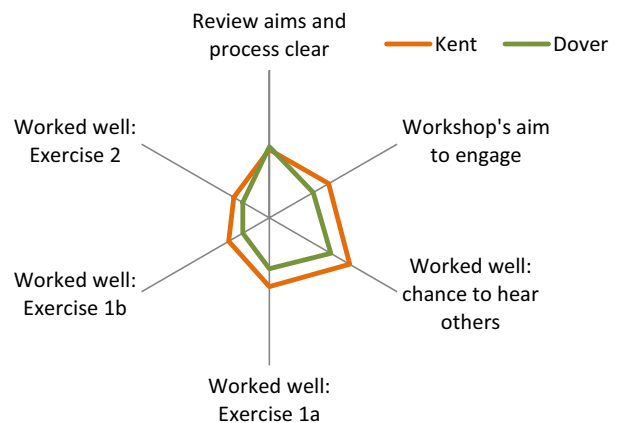 Review aims and
process clear
Kent
Dover
Workshop's aim
to engage
Worked well:
chance to hear
others
Worked well:
Exercise 1a
Worked well:
Exercise 1b
Worked well:
Exercise 2